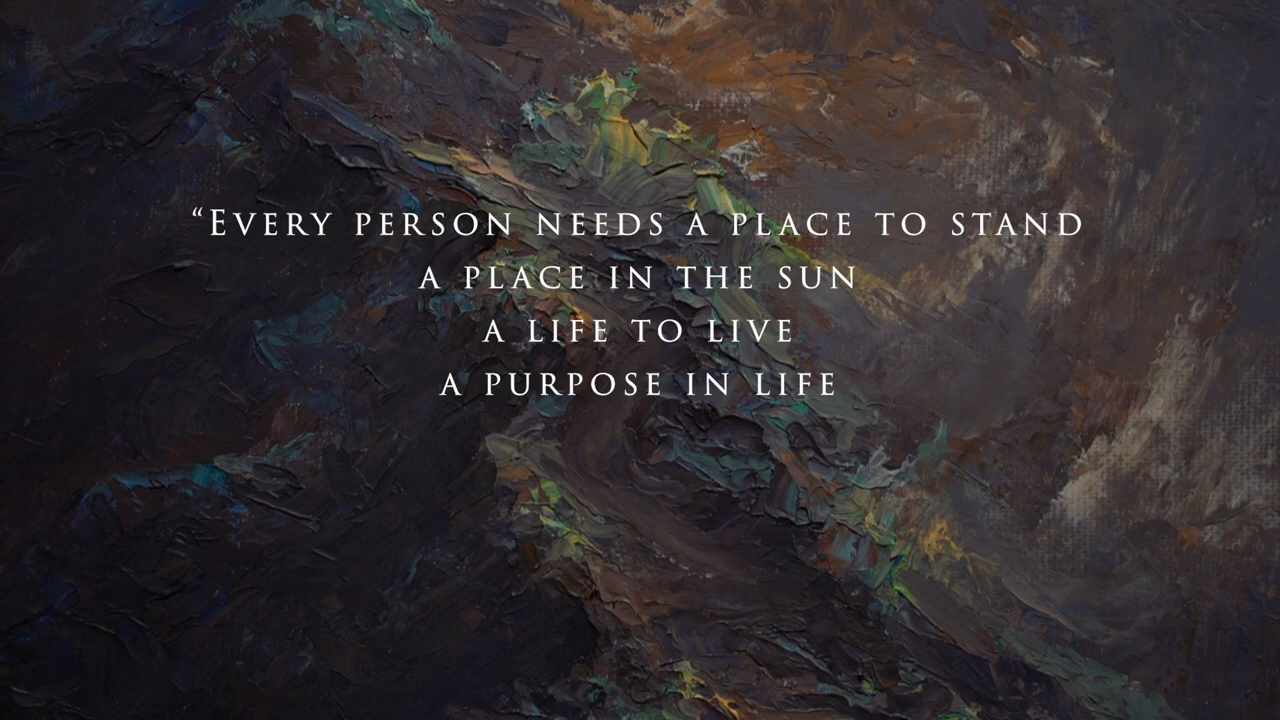 “Every person needs a place to stand
a place in the sun
a life to live
a purpose in life